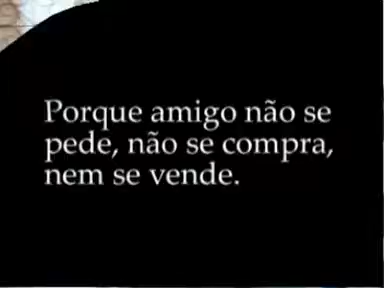 Porque amigo não se
pede, não se compra,
nem se vende.